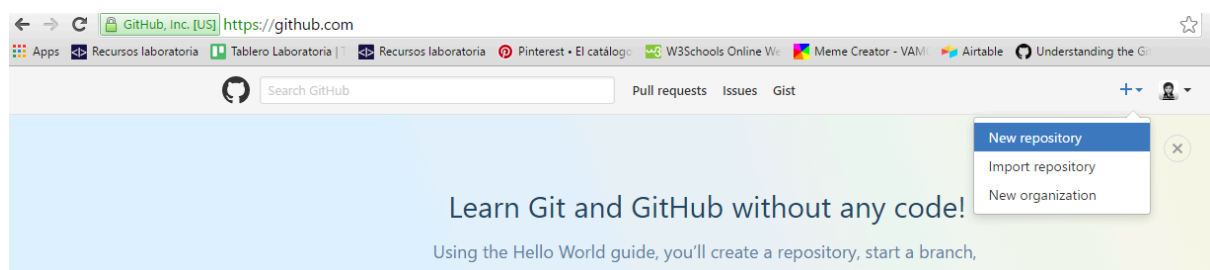 GitHub, Inc. [US] https://github.com
Apps Recursos laboratoria Tablero Laboratoria | Recursos laboratoria Pinterest • El catálogo W3Schools Online We Meme Creator - VAM Airtable Understanding the Gi
Search GitHub Pull requests Issues Gist
New repository
Import repository
New organization
Learn Git and GitHub without any code!
Using the Hello World guide, you'll create a repository, start a branch,